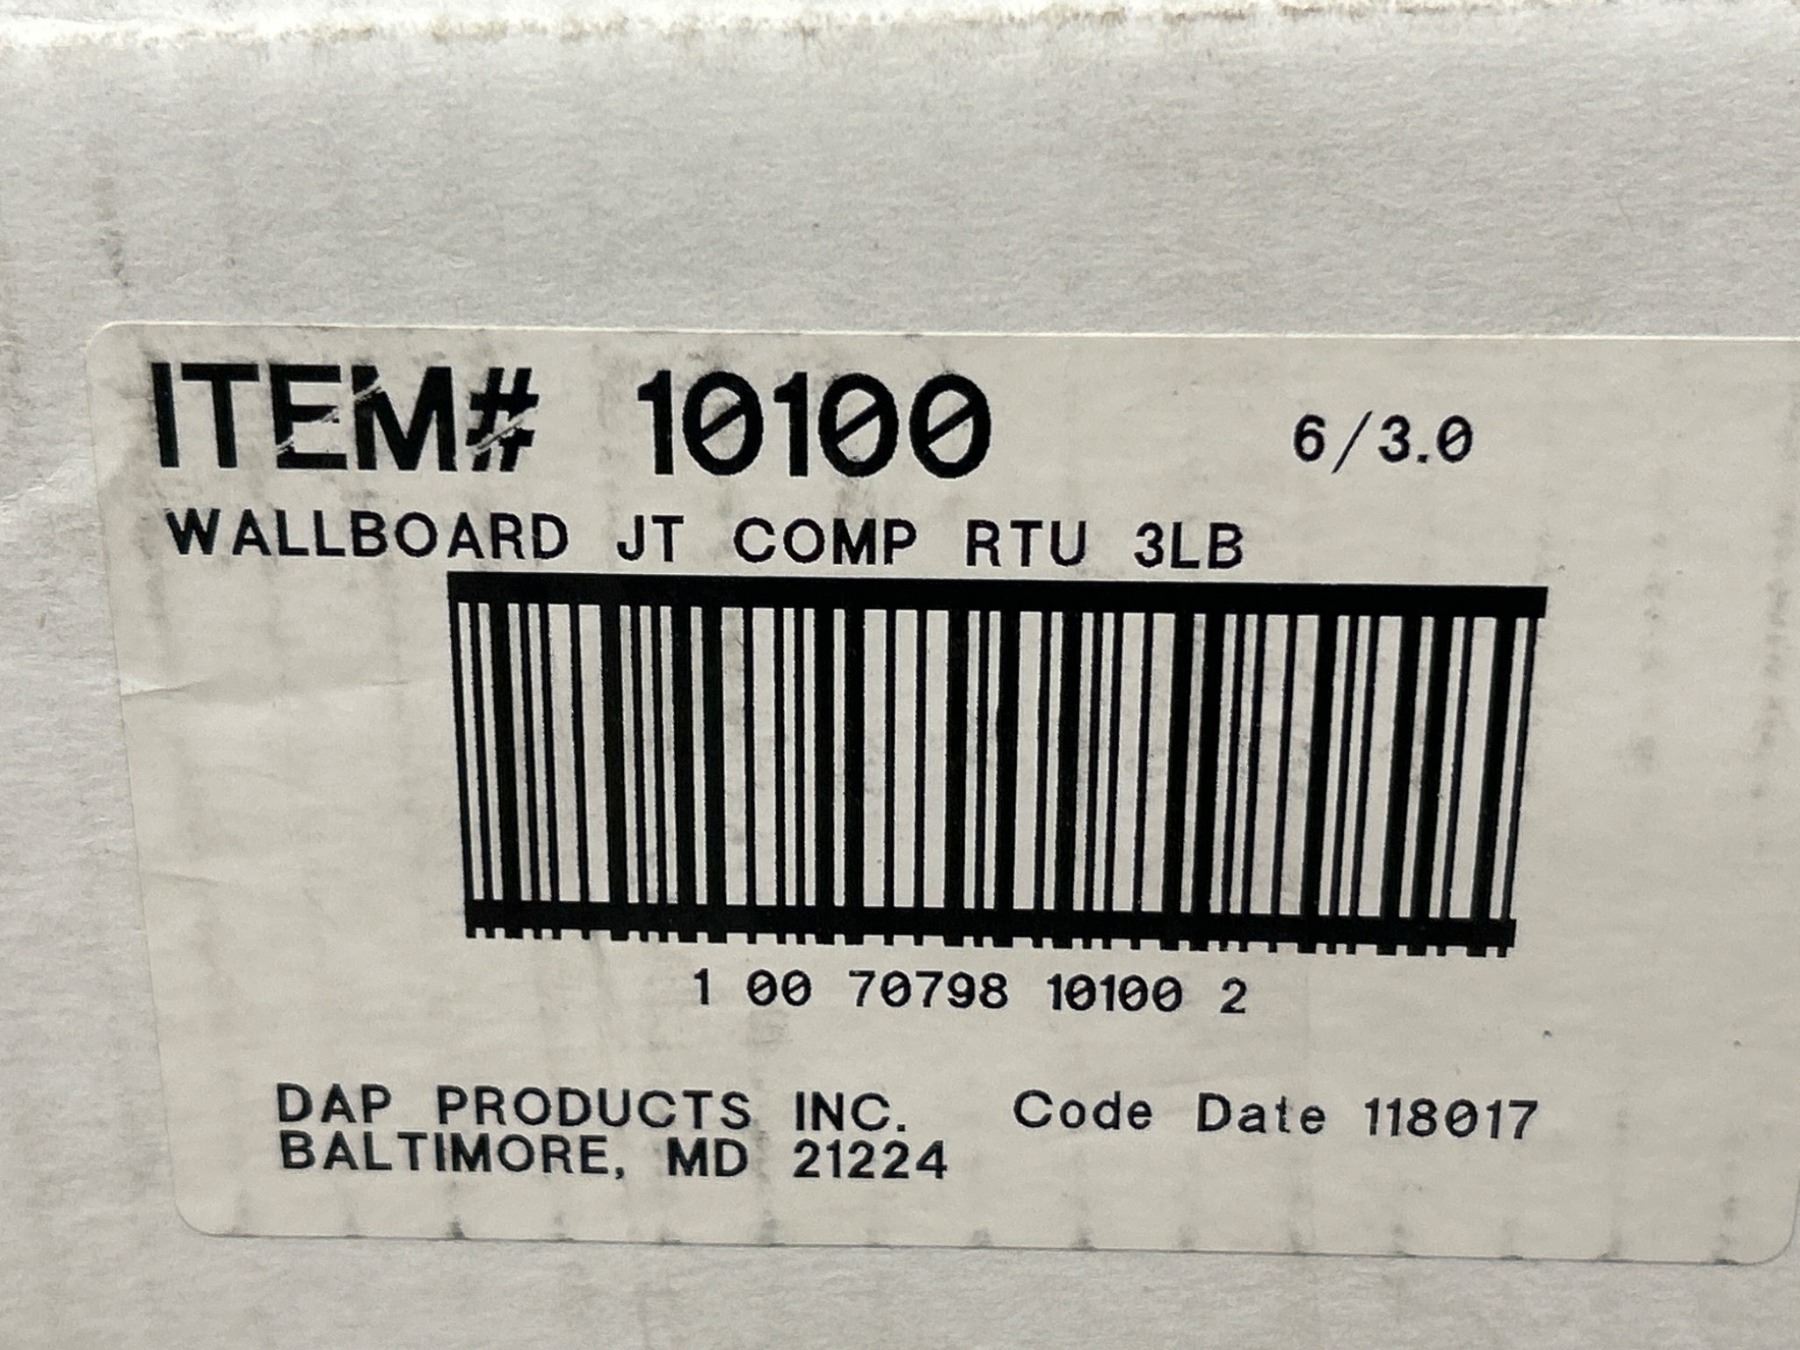 ITEM# 10100 6/3.0
WALLBOARD JT COMP RTU 3LB
1 00 70798 10100 2
DAP PRODUCTS INC. Code Date 118017
BALTIMORE, MD 21224